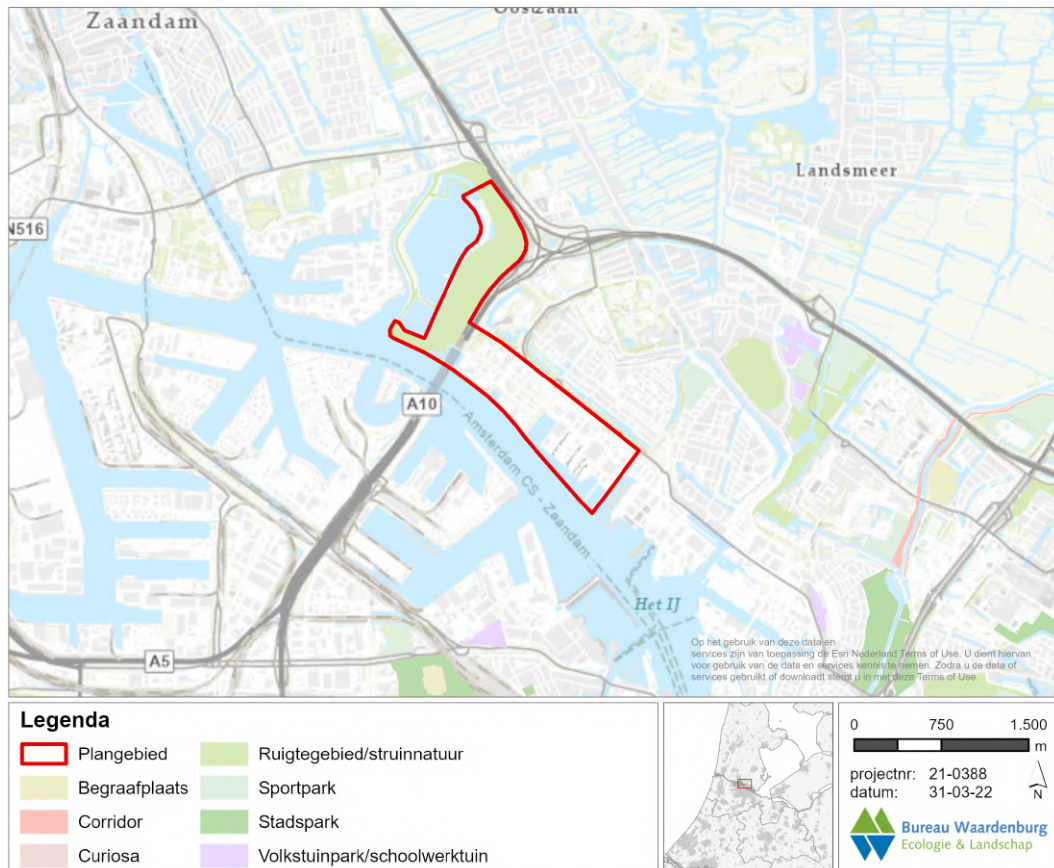 Oostzaan
Zaandam
Landsmeer
N516
A10
Amsterdam CS - Zaandam
Het IJ
A5
Op het gebruik van deze data en
services zijn van toepassing de Esri Nederland Terms of Use. U dient hiervan
voor gebruik van de data en services kennis te nemen. Zodra u de data of
services gebruikt of downloadt stemt u in met deze Terms of Use.
Legenda
Plangebied
Begraafplaats
Corridor
Curiosa
Ruigtegebied/struinnatuur
Sportpark
Stadspark
Volkstuinpark/schoolwerktuin
0 750 1.500
m
projectnr: 21-0388
datum: 31-03-22
N
Bureau Waardenburg
Ecologie & Landschap